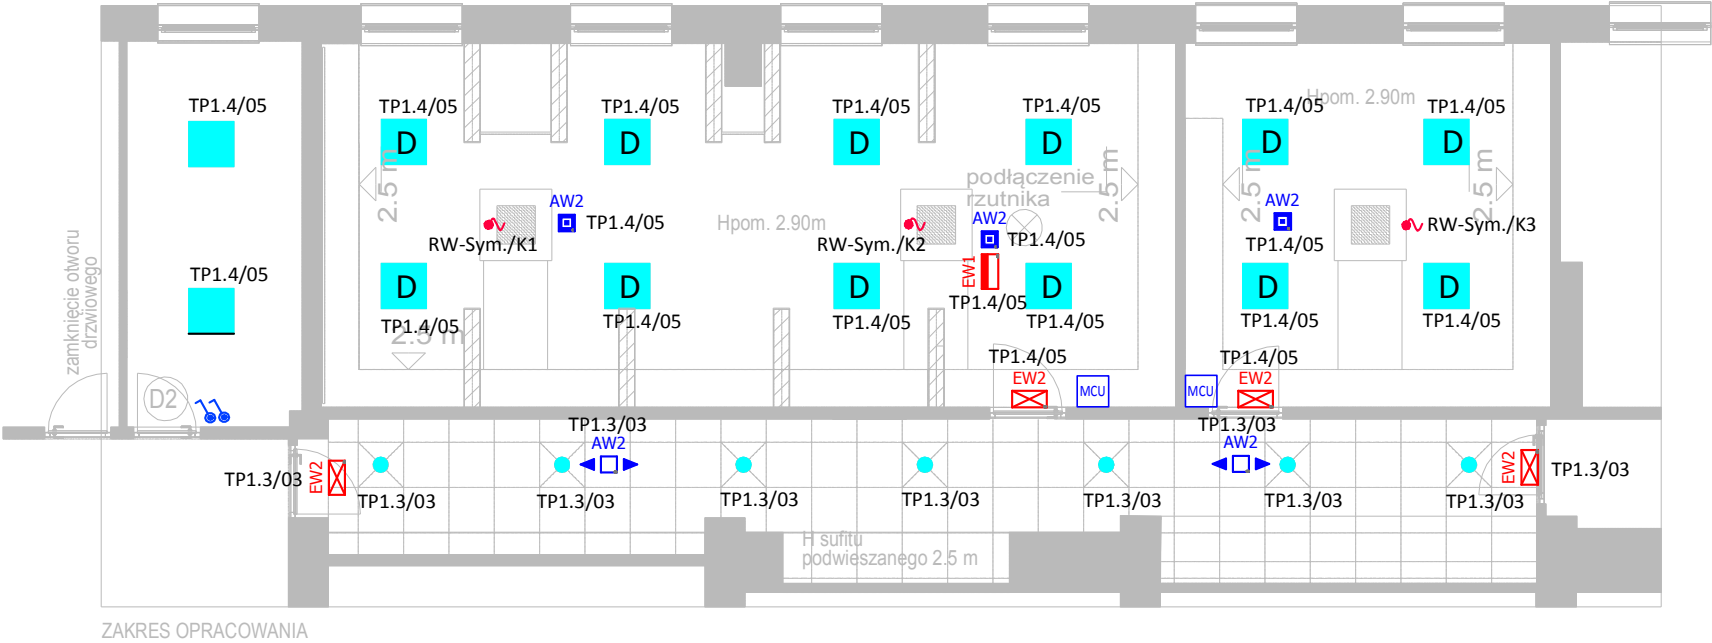 TP1.4/05
TP1.4/05
TP1.4/05
TP1.4/05
TP1.4/05
TP1.4/05
Hpom. 2.90m
TP1.4/05
D
D
D
D
D
D
2.5 m
podłączenie
rzutnika
2.5 m
2.5 m
2.5 m
AW2
TP1.4/05
Hpom. 2.90m
AW2
TP1.4/05
AW2
TP1.4/05
RW-Sym./K1
RW-Sym./K2
RW-Sym./K3
zamknięcie otworu
drzwiowego
TP1.4/05
D
D
D
D
EW1
TP1.4/05
D
D
D
TP1.4/05
TP1.4/05
TP1.4/05
TP1.4/05
TP1.4/05
TP1.4/05
2.5 m
TP1.4/05
EW2
MCU
MCU
TP1.4/05
EW2
D2
TP1.3/03
AW2
TP1.3/03
AW2
TP1.3/03
EW2
EW2
TP1.3/03
TP1.3/03
TP1.3/03
TP1.3/03
TP1.3/03
TP1.3/03
TP1.3/03
TP1.3/03
H sufitu
podwieszanego 2.5 m
ZAKRES OPRACOWANIA